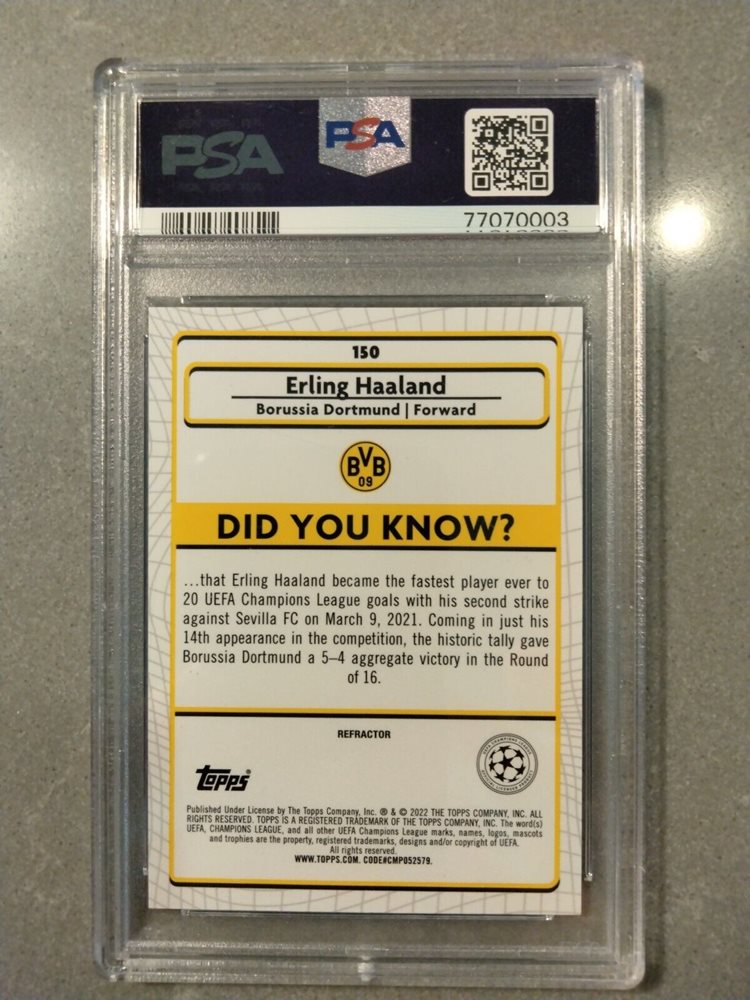 PSA
PSA
77070003
150
Erling Haaland
Borussia Dortmund | Forward
BVB
09
DID YOU KNOW?
...that Erling Haaland became the fastest player ever to
20 UEFA Champions League goals with his second strike
against Sevilla FC on March 9, 2021. Coming in just his
14th appearance in the competition, the historic tally gave
Borussia Dortmund a 5–4 aggregate victory in the Round
of 16.
REFRACTOR
topps®
Published Under License by The Topps Company, Inc. ® & © 2022 THE TOPPS COMPANY, INC. ALL
RIGHTS RESERVED. TOPPS IS A REGISTERED TRADEMARK OF THE TOPPS COMPANY, INC. The word(s)
UEFA, CHAMPIONS LEAGUE, and all other UEFA Champions League marks, names, logos, mascots
and trophies are the property, registered trademarks, designs and/or copyright of UEFA.
All rights reserved.
WWW.TOPPS.COM. CODE#CMP052579.